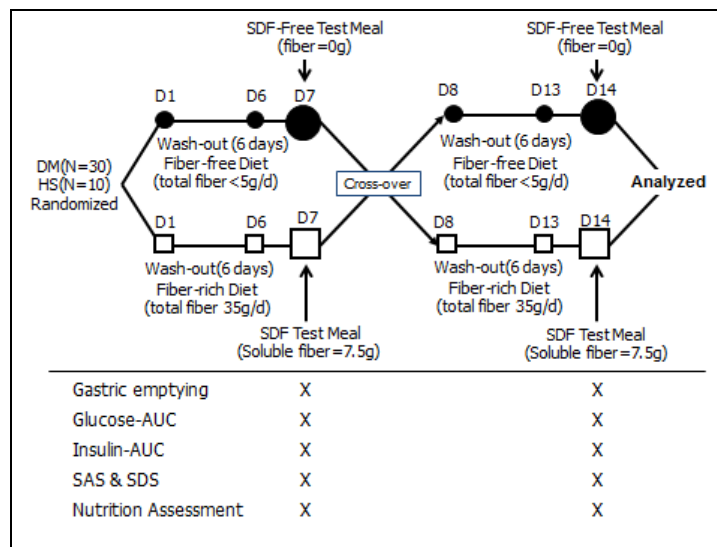 SDF-Free Test Meal
(fiber=0g)
SDF-Free Test Meal
(fiber=0g)
D1
D6
D7
D8
D13
D14
Wash-out (6 days)
Fiber-free Diet
(total fiber <5g/d)
Wash-out (6 days)
Fiber-free Diet
(total fiber <5g/d)
DM(N=30)
HS(N=10)
Randomized
Cross-over
Analyzed
D1
D6
D7
D8
D13
D14
Wash-out(6 days)
Fiber-rich Diet
(total fiber 35g/d)
Wash-out(6 days)
Fiber-rich Diet
(total fiber 35g/d)
SDF Test Meal
(Soluble fiber=7.5g)
SDF Test Meal
(Soluble fiber=7.5g)
Gastric emptying X X
Glucose-AUC X X
Insulin-AUC X X
SAS & SDS X X
Nutrition Assessment X X